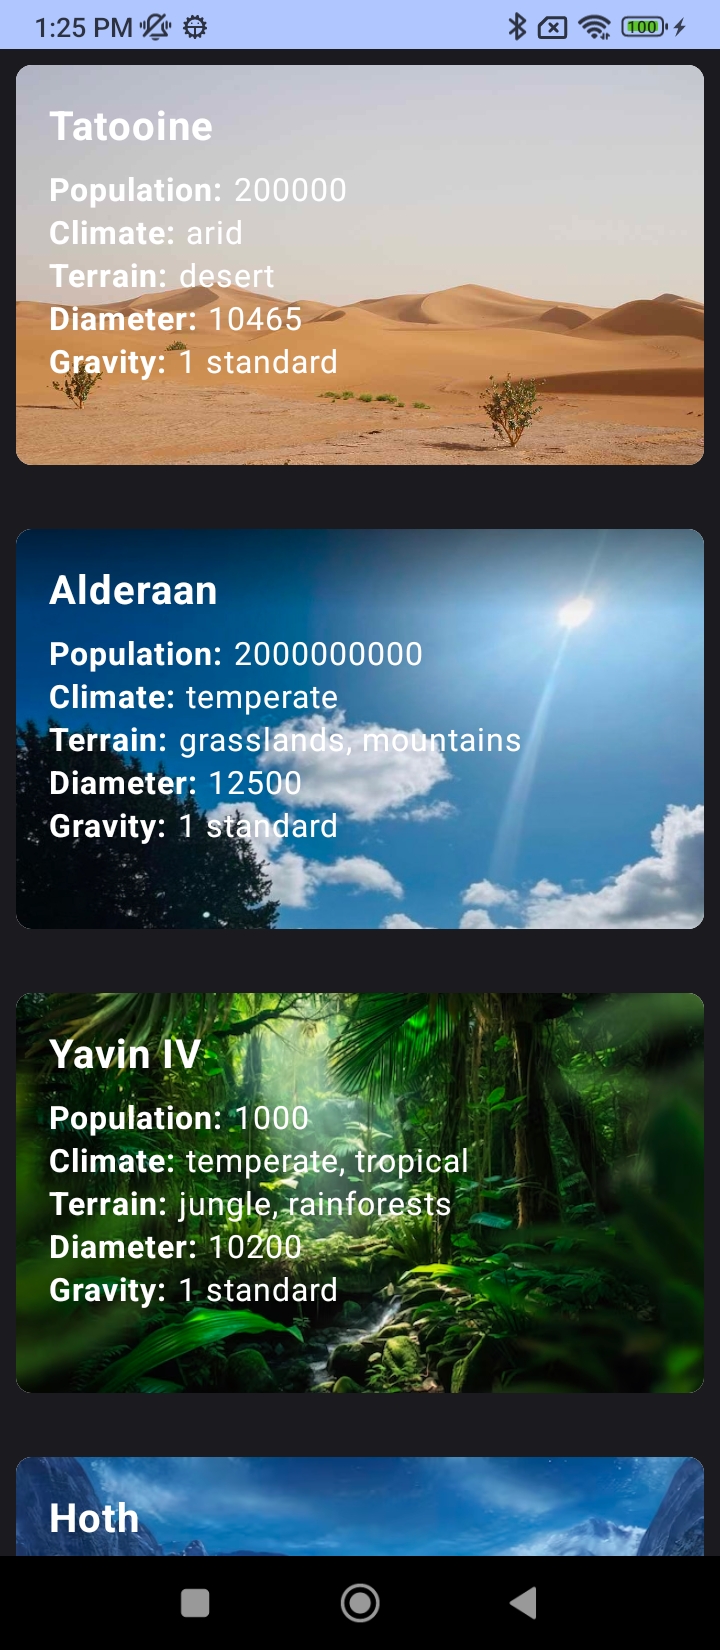 1:25 PM
100
Tatooine
Population: 200000
Climate: arid
Terrain: desert
Diameter: 10465
Gravity: 1 standard
Alderaan
Population: 2000000000
Climate: temperate
Terrain: grasslands, mountains
Diameter: 12500
Gravity: 1 standard
Yavin IV
Population: 1000
Climate: temperate, tropical
Terrain: jungle, rainforests
Diameter: 10200
Gravity: 1 standard
Hoth